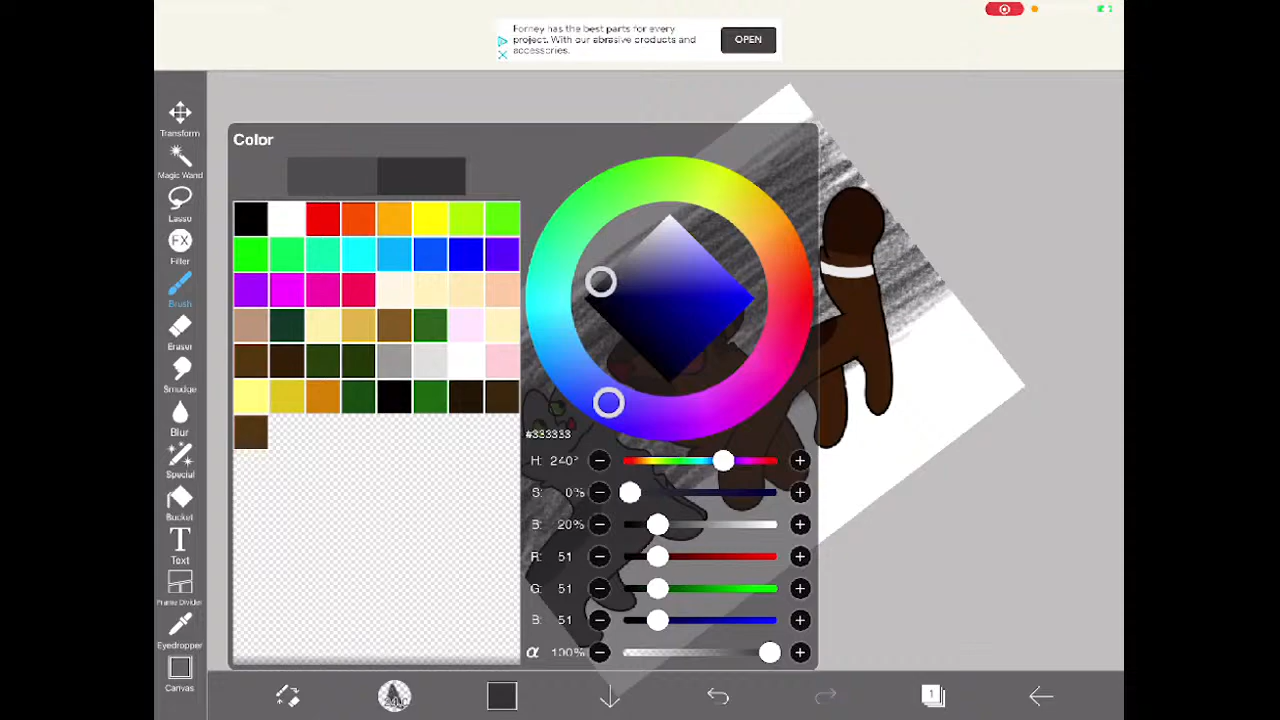 Forney has the best parts for every
project. With our abrasive products and
accessories.
OPEN
Color
Transform
Magic Wand
Lasso
FX
Filter
Brush
Eraser
Smudge
Blur
Special
Bucket
T
Text
Frame Divider
Eyedropper
Canvas
#333333
H: 240°
S: 0%
B: 20%
R: 51
G: 51
B: 51
α 100%
1